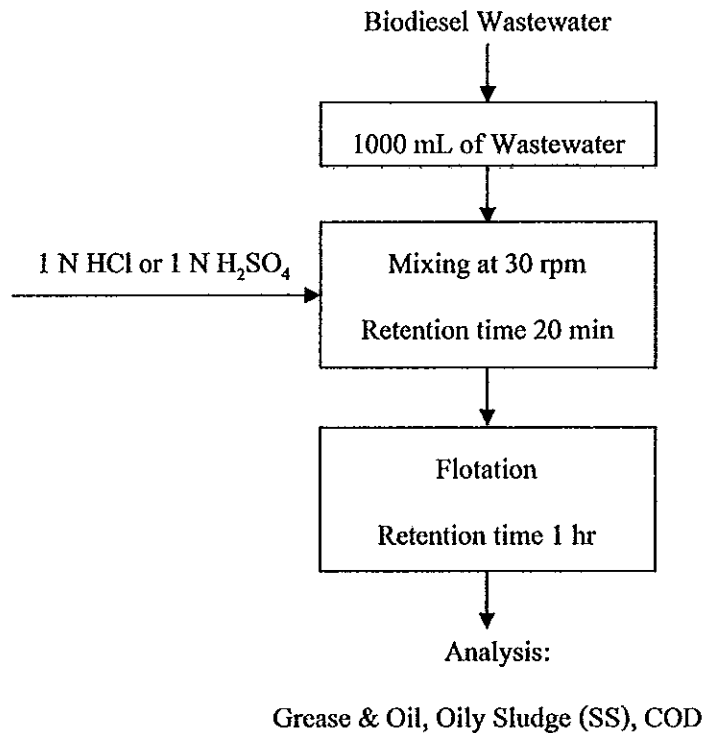 Biodiesel Wastewater
1000 mL of Wastewater
1 N HCl or 1 N H₂SO₄
Mixing at 30 rpm
Retention time 20 min
Flotation
Retention time 1 hr
Analysis:
Grease & Oil, Oily Sludge (SS), COD